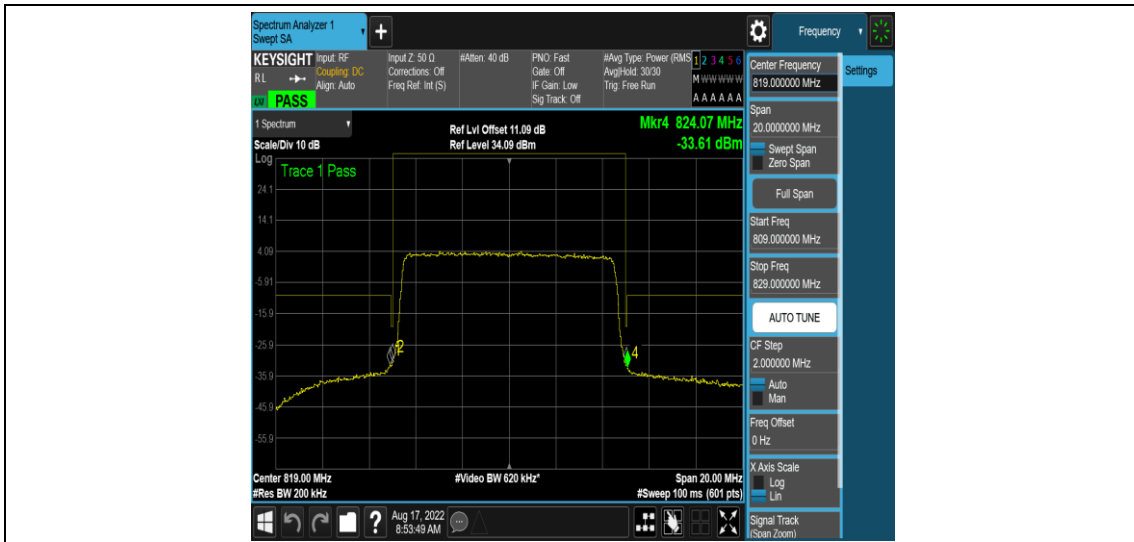 Spectrum Analyzer 1
Swept SA
+
Frequency
KEYSIGHT
RL
LXI PASS
Input: RF
Coupling: DC
Align: Auto
Input Z: 50 Ω
Corrections: Off
Freq Ref: Int (S)
#Atten: 40 dB
PNO: Fast
Gate: Off
IF Gain: Low
Sig Track: Off
#Avg Type: Power (RMS
Avg|Hold: 30/30
Trig: Free Run
1 2 3 4 5 6
M W W W W W
A A A A A A
1 Spectrum
Scale/Div 10 dB
Ref Lvl Offset 11.09 dB
Ref Level 34.09 dBm
Mkr4 824.07 MHz
-33.61 dBm
Log
Trace 1 Pass
24.1
14.1
4.09
-5.91
-15.9
-25.9
-35.9
-45.9
-55.9
2
4
Center 819.00 MHz
#Res BW 200 kHz
#Video BW 620 kHz*
Span 20.00 MHz
#Sweep 100 ms (601 pts)
?
Aug 17, 2022
8:53:49 AM
Center Frequency
819.000000 MHz
Settings
Span
20.0000000 MHz
Swept Span
Zero Span
Full Span
Start Freq
809.000000 MHz
Stop Freq
829.000000 MHz
AUTO TUNE
CF Step
2.000000 MHz
Auto
Man
Freq Offset
0 Hz
X Axis Scale
Log
Lin
Signal Track
(Span Zoom)